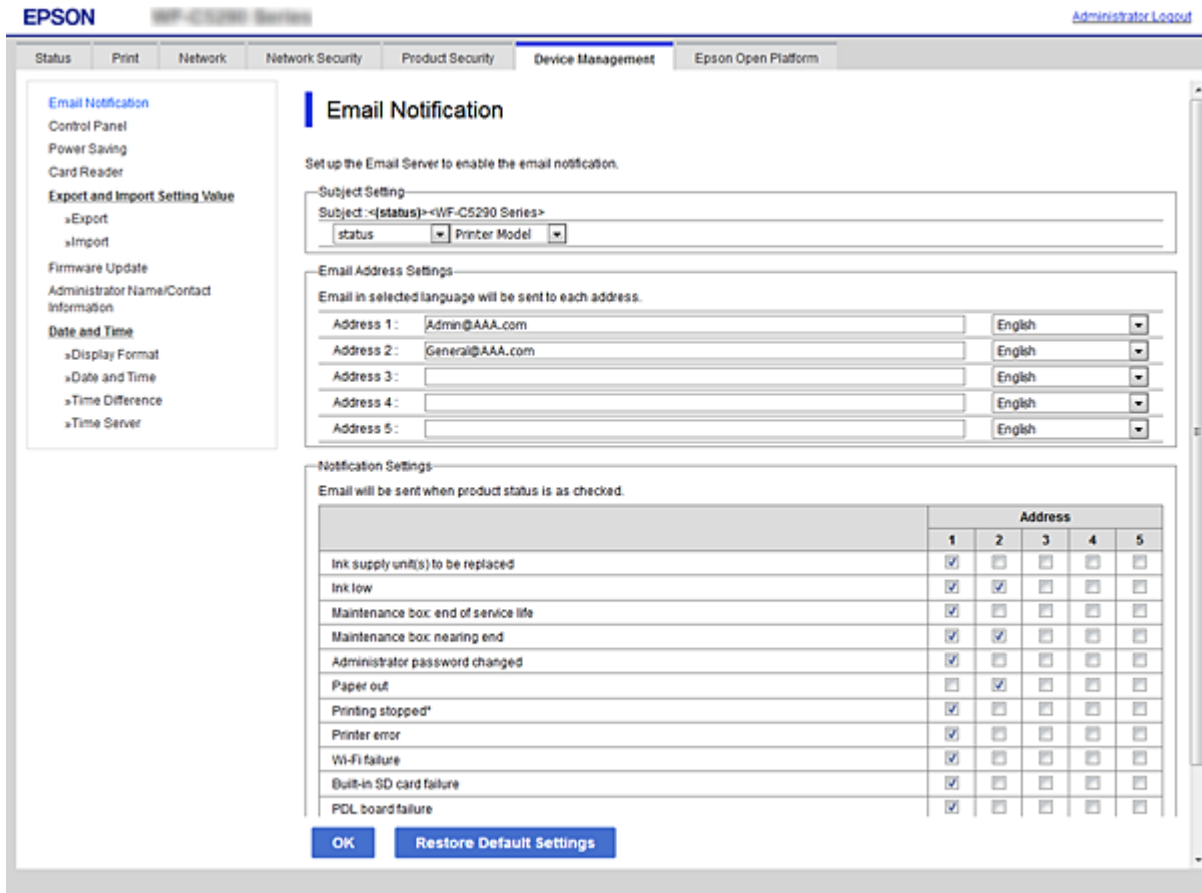 EPSON
Administrator Logout
Status Print Network Network Security Product Security Device Management Epson Open Platform
Email Notification
Control Panel
Power Saving
Card Reader
Export and Import Setting Value
»Export
»Import
Firmware Update
Administrator Name/Contact
Information
Date and Time
»Display Format
»Date and Time
»Time Difference
»Time Server
Email Notification
Set up the Email Server to enable the email notification.
Subject Setting
Subject :<(status)><WF-C5290 Series>
status Printer Model
Email Address Settings
Email in selected language will be sent to each address.
Address 1 : Admin@AAA.com English
Address 2 : General@AAA.com English
Address 3 : English
Address 4 : English
Address 5 : English
Notification Settings
Email will be sent when product status is as checked.
Address
1 2 3 4 5
Ink supply unit(s) to be replaced
Ink low
Maintenance box: end of service life
Maintenance box: nearing end
Administrator password changed
Paper out
Printing stopped*
Printer error
Wi-Fi failure
Built-in SD card failure
PDL board failure
OK Restore Default Settings